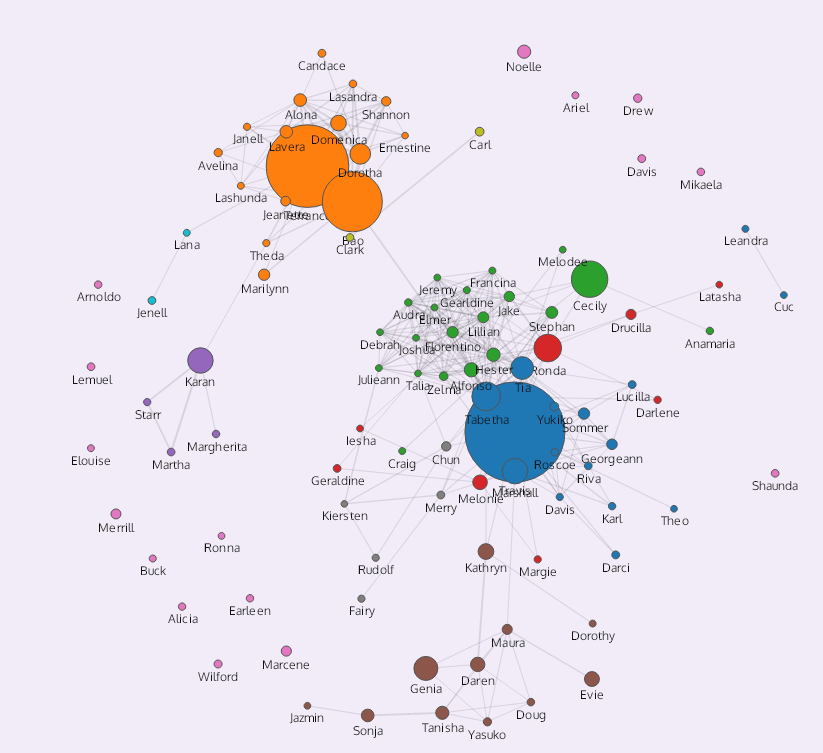 Candace
Noelle
Lasandra
Ariel
Drew
Alona
Shannon
Janell
Domenica
Lavera
Ernestine
Carl
Avelina
Dorotha
Davis
Mikaela
Lashunda
Jeanette
Lana
Bao
Clark
Leandra
Theda
Melodee
Marilynn
Francina
Arnoldo
Jeremy
Gearldine
Cecily
Latasha
Cuc
Jenell
Audra
Elmer
Jake
Lillian
Stephan
Drucilla
Debrah
Joshua
Florentino
Anamaria
Lemuel
Karan
Julieann
Talia
Zelma
Alfonso
Hester
Ronda
Tia
Starr
Lucilla
Darlene
Tabetha
Yukiko
Sommer
Margherita
Iesha
Elouise
Martha
Craig
Chun
Roscoe
Georgeann
Geraldine
Riva
Shaunda
Melonie
Travis
Marshall
Merrill
Kiersten
Merry
Davis
Karl
Theo
Ronna
Buck
Rudolf
Kathryn
Margie
Darci
Alicia
Earleen
Fairy
Dorothy
Maura
Wilford
Marcene
Genia
Daren
Evie
Jazmin
Sonja
Tanisha
Yasuko
Doug